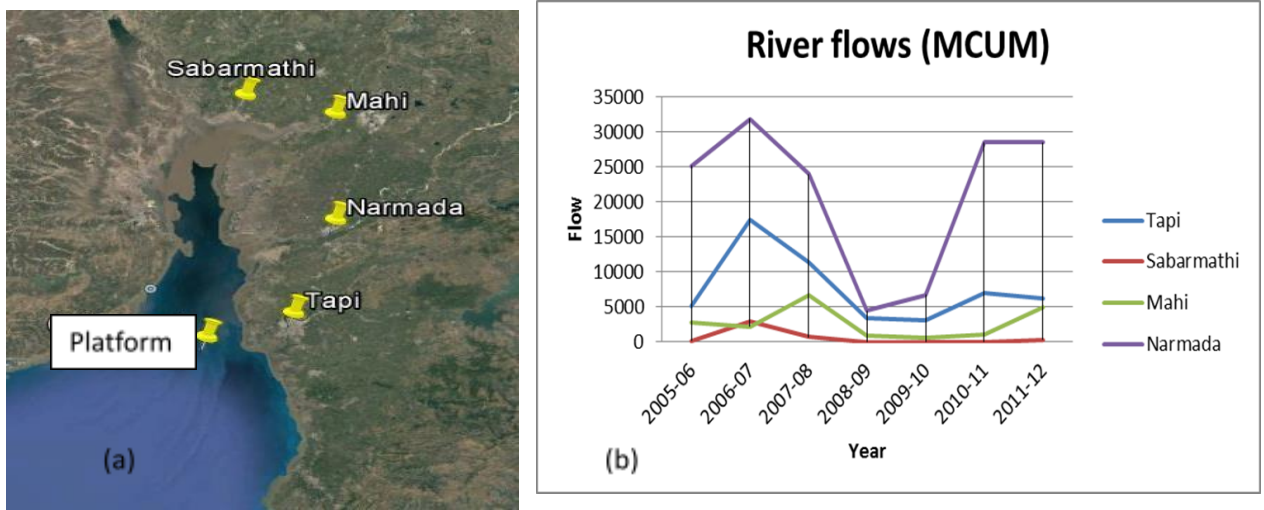 Sabarmathi
Mahi
Narmada
Tapi
Platform
(a)
River flows (MCUM)
35000
30000
25000
20000
15000
10000
5000
0
Flow
2005-06
2006-07
2007-08
2008-09
2009-10
2010-11
2011-12
Year
Tapi
Sabarmathi
Mahi
Narmada
(b)